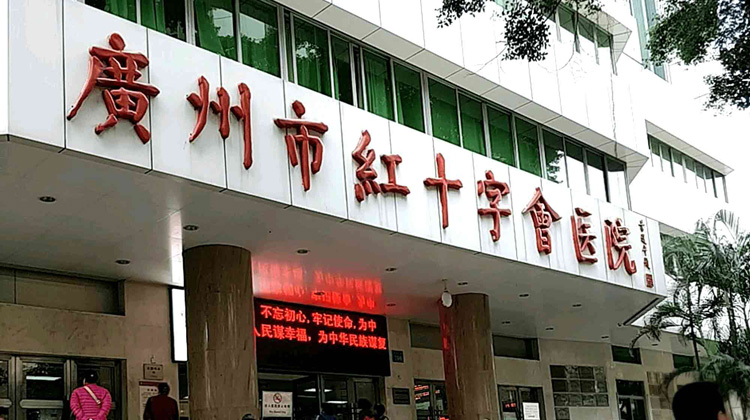 廣州市紅十字會医院
不忘初心,牢记使命,为中
人民谋幸福、为中华民族谋复